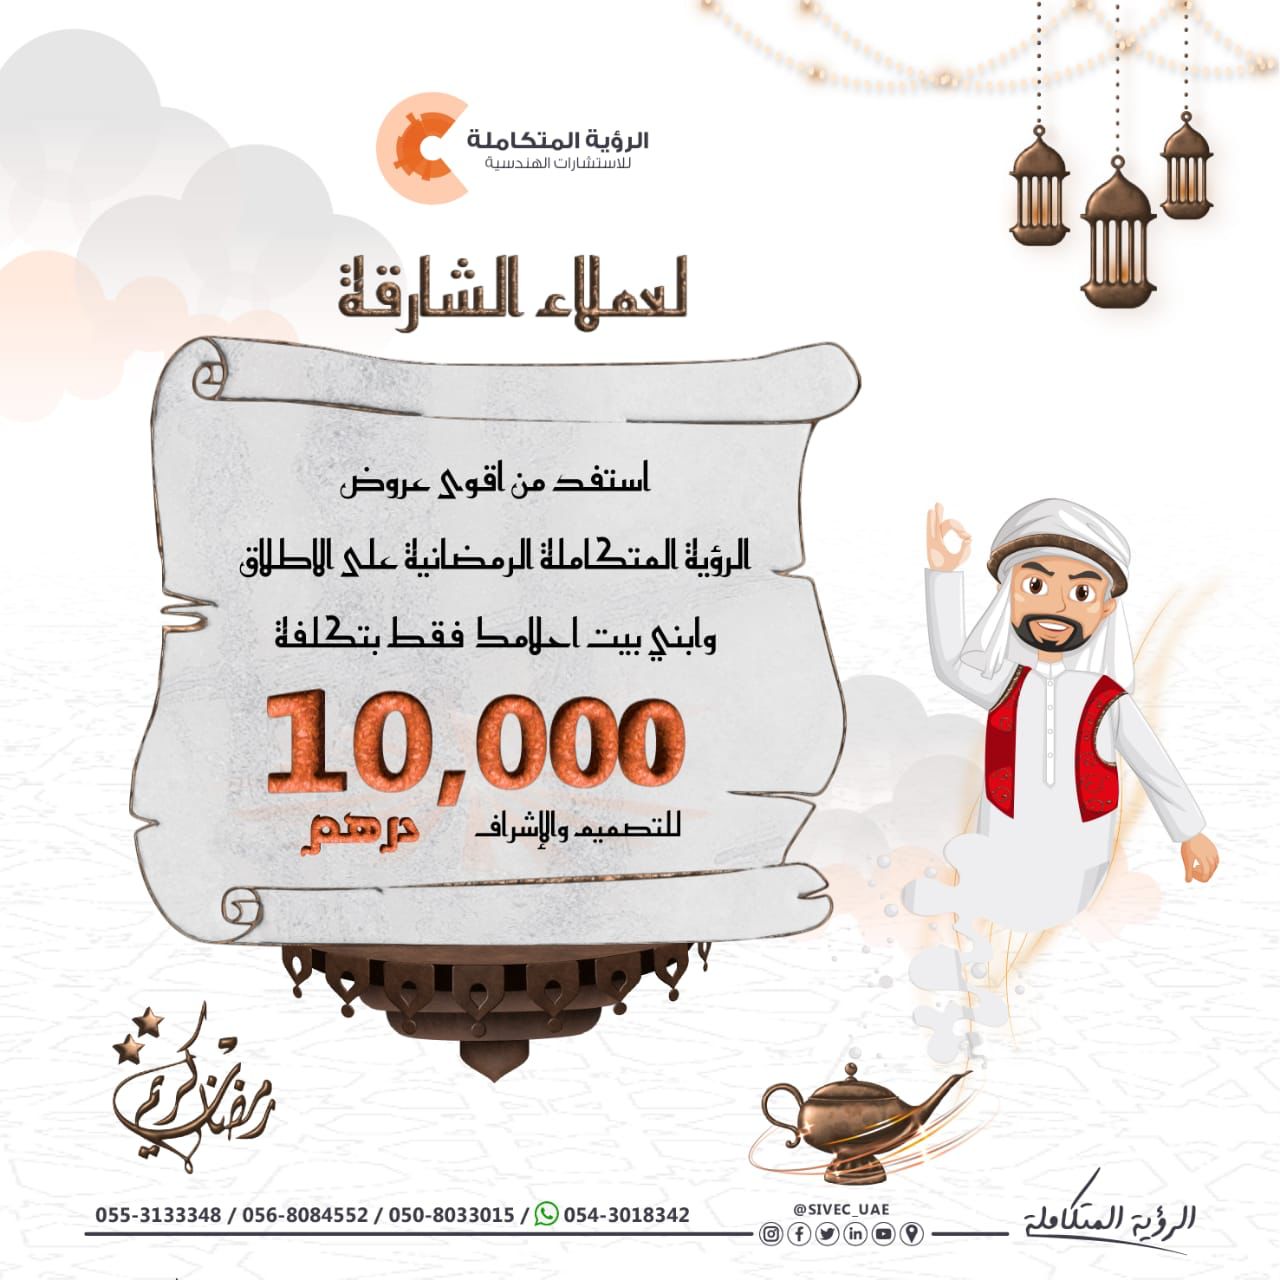 الرؤية المتكاملة
للاستشارات الهندسية
لعملاء الشارقة
استفد من اقوى عروض
الرؤية المتكاملة الرمضانية على الاطلاق
وابني بيت احلامك فقط بتكلفة
10,000
للتصميم والإشراف درهم
رمضان كريم
055-3133348 / 056-8084552 / 050-8033015 / 054-3018342
@SIVEC_UAE
الرؤية المتكاملة